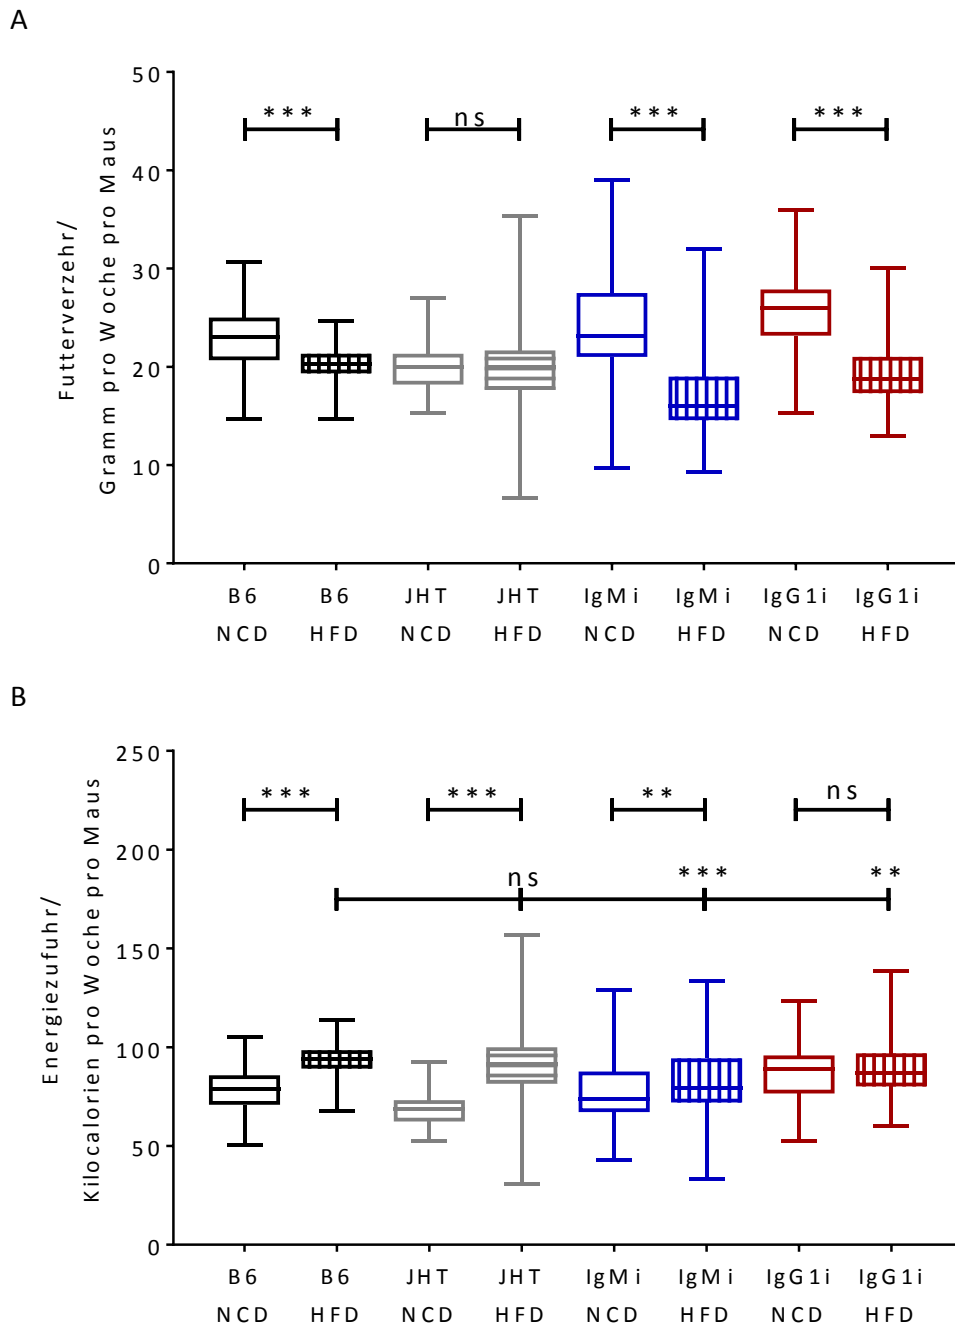 A
Futterverzehr/
Gramm pro Woche pro Maus
50
40
30
20
10
0
*** ns *** ***
B6 B6 JHT JHT IgMi IgMi IgG1i IgG1i
NCD HFD NCD HFD NCD HFD NCD HFD
B
Energiezufuhr/
Kilocalorien pro Woche pro Maus
250
200
150
100
50
0
*** *** ** ns
ns *** **
B6 B6 JHT JHT IgMi IgMi IgG1i IgG1i
NCD HFD NCD HFD NCD HFD NCD HFD